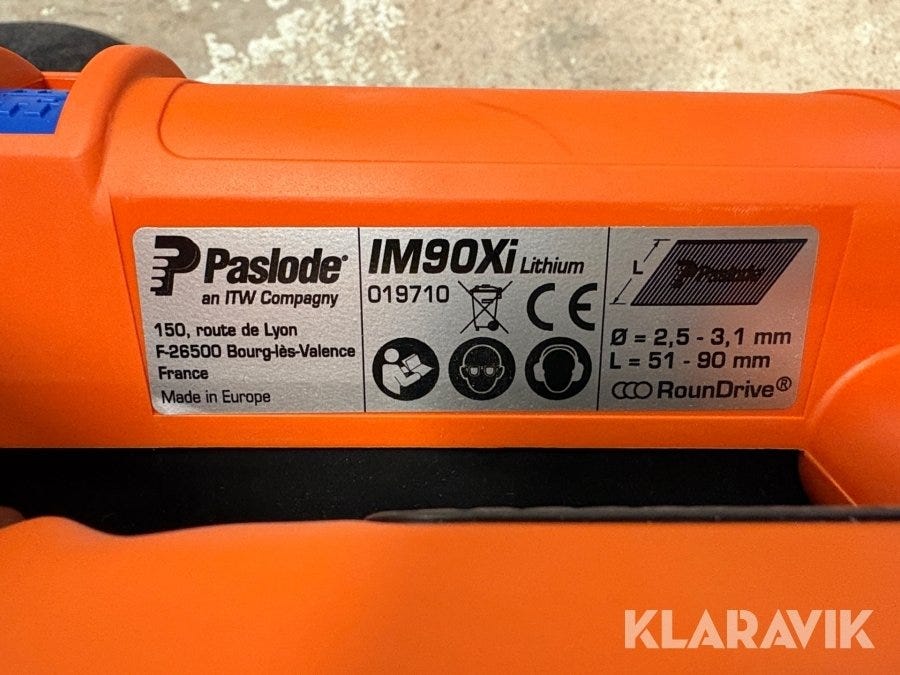 Paslode®
an ITW Compagny
150, route de Lyon
F-26500 Bourg-lès-Valence
France
Made in Europe
IM90Xi Lithium
019710
CE
L
Paslode
Ø = 2,5 - 3,1 mm
L = 51 - 90 mm
RounDrive®
KLARAVIK